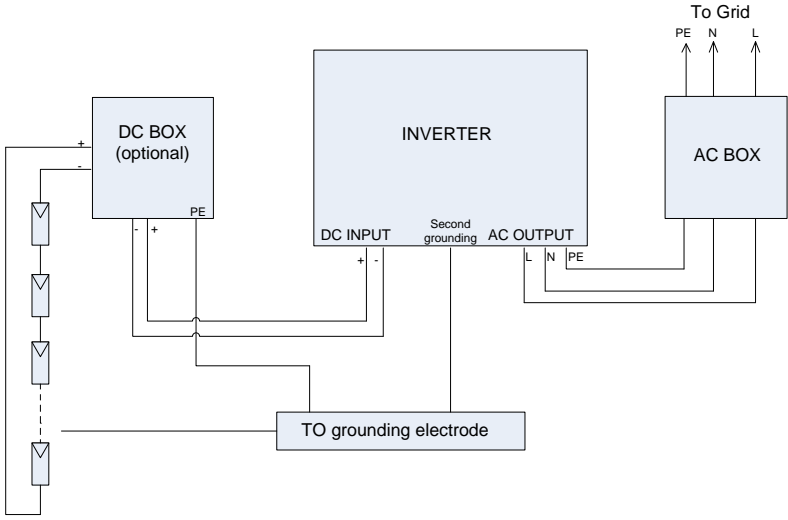 To Grid
PE N L
DC BOX
(optional)
+
-
PE
- +
INVERTER
DC INPUT
Second
grounding
AC OUTPUT
+ -
L N PE
AC BOX
TO grounding electrode